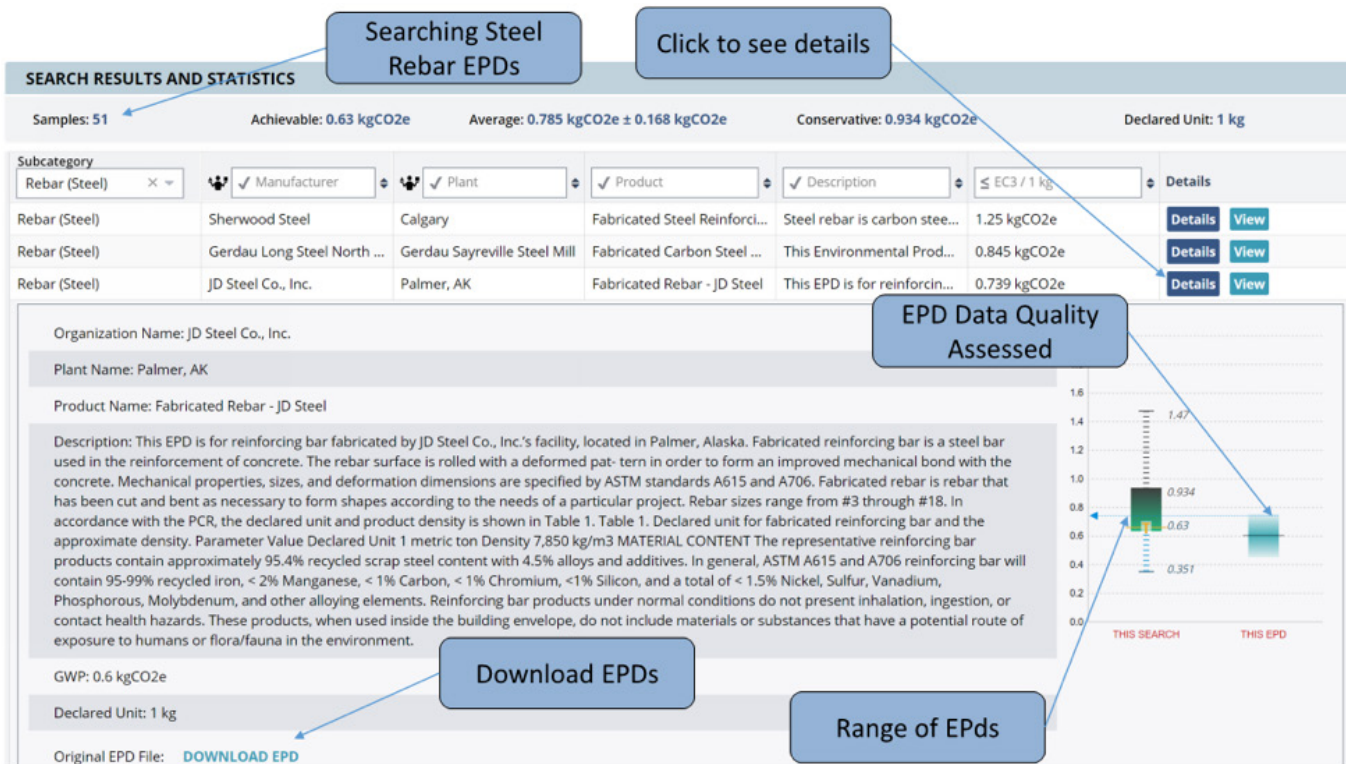 Searching Steel
Rebar EPDs
Click to see details
SEARCH RESULTS AND STATISTICS
Samples: 51 Achievable: 0.63 kgCO2e Average: 0.785 kgCO2e ± 0.168 kgCO2e Conservative: 0.934 kgCO2e Declared Unit: 1 kg
Subcategory
Rebar (Steel) Manufacturer Plant Product Description ≤ EC3 / 1 kg Details
Rebar (Steel) Sherwood Steel Calgary Fabricated Steel Reinforci... Steel rebar is carbon stee... 1.25 kgCO2e Details View
Rebar (Steel) Gerdau Long Steel North ... Gerdau Sayreville Steel Mill Fabricated Carbon Steel ... This Environmental Prod... 0.845 kgCO2e Details View
Rebar (Steel) JD Steel Co., Inc. Palmer, AK Fabricated Rebar - JD Steel This EPD is for reinforcin... 0.739 kgCO2e Details View
EPD Data Quality
Assessed
Organization Name: JD Steel Co., Inc.
Plant Name: Palmer, AK
Product Name: Fabricated Rebar - JD Steel
Description: This EPD is for reinforcing bar fabricated by JD Steel Co., Inc.'s facility, located in Palmer, Alaska. Fabricated reinforcing bar is a steel bar
used in the reinforcement of concrete. The rebar surface is rolled with a deformed pat- tern in order to form an improved mechanical bond with the
concrete. Mechanical properties, sizes, and deformation dimensions are specified by ASTM standards A615 and A706. Fabricated rebar is rebar that
has been cut and bent as necessary to form shapes according to the needs of a particular project. Rebar sizes range from #3 through #18. In
accordance with the PCR, the declared unit and product density is shown in Table 1. Table 1. Declared unit for fabricated reinforcing bar and the
approximate density. Parameter Value Declared Unit 1 metric ton Density 7,850 kg/m3 MATERIAL CONTENT The representative reinforcing bar
products contain approximately 95.4% recycled scrap steel content with 4.5% alloys and additives. In general, ASTM A615 and A706 reinforcing bar will
contain 95-99% recycled iron, < 2% Manganese, < 1% Carbon, < 1% Chromium, <1% Silicon, and a total of < 1.5% Nickel, Sulfur, Vanadium,
Phosphorous, Molybdenum, and other alloying elements. Reinforcing bar products under normal conditions do not present inhalation, ingestion, or
contact health hazards. These products, when used inside the building envelope, do not include materials or substances that have a potential route of
exposure to humans or flora/fauna in the environment.
GWP: 0.6 kgCO2e
Declared Unit: 1 kg
Original EPD File: DOWNLOAD EPD
Download EPDs
1.6
1.4
1.2
1.0
0.8
0.6
0.4
0.2
0.0
1.47
0.934
0.63
0.351
THIS SEARCH THIS EPD
Range of EPds